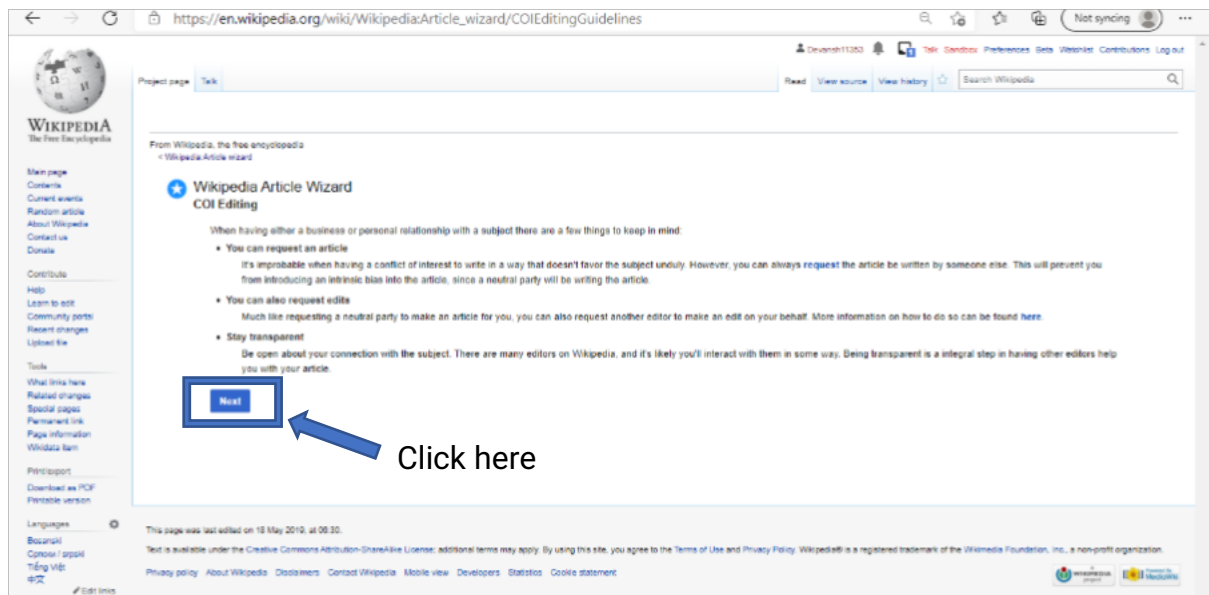 https://en.wikipedia.org/wiki/Wikipedia:Article_wizard/COIEditingGuidelines
Not syncing
Devansh11353 Talk Sandbox Preferences Beta Watchlist Contributions Log out
Project page Talk
Read View source View history Search Wikipedia
WIKIPEDIA
The Free Encyclopedia
From Wikipedia, the free encyclopedia
< Wikipedia:Article wizard
Main page
Contents
Current events
Random article
About Wikipedia
Contact us
Donate
Contribute
Help
Learn to edit
Community portal
Recent changes
Upload file
Tools
What links here
Related changes
Special pages
Permanent link
Page information
Wikidata item
Print/export
Download as PDF
Printable version
Languages
Bosanski
Српски / srpski
Tiếng Việt
中文
Edit links
Wikipedia Article Wizard
COI Editing
When having either a business or personal relationship with a subject there are a few things to keep in mind:
• You can request an article
It's improbable when having a conflict of interest to write in a way that doesn't favor the subject unduly. However, you can always request the article be written by someone else. This will prevent you
from introducing an intrinsic bias into the article, since a neutral party will be writing the article.
• You can also request edits
Much like requesting a neutral party to make an article for you, you can also request another editor to make an edit on your behalf. More information on how to do so can be found here.
• Stay transparent
Be open about your connection with the subject. There are many editors on Wikipedia, and it's likely you'll interact with them in some way. Being transparent is a integral step in having other editors help
you with your article.
Next
Click here
This page was last edited on 18 May 2019, at 06:30.
Text is available under the Creative Commons Attribution-ShareAlike License; additional terms may apply. By using this site, you agree to the Terms of Use and Privacy Policy. Wikipedia® is a registered trademark of the Wikimedia Foundation, Inc., a non-profit organization.
Privacy policy About Wikipedia Disclaimers Contact Wikipedia Mobile view Developers Statistics Cookie statement
WIKIMEDIA
project
Powered by
MediaWiki